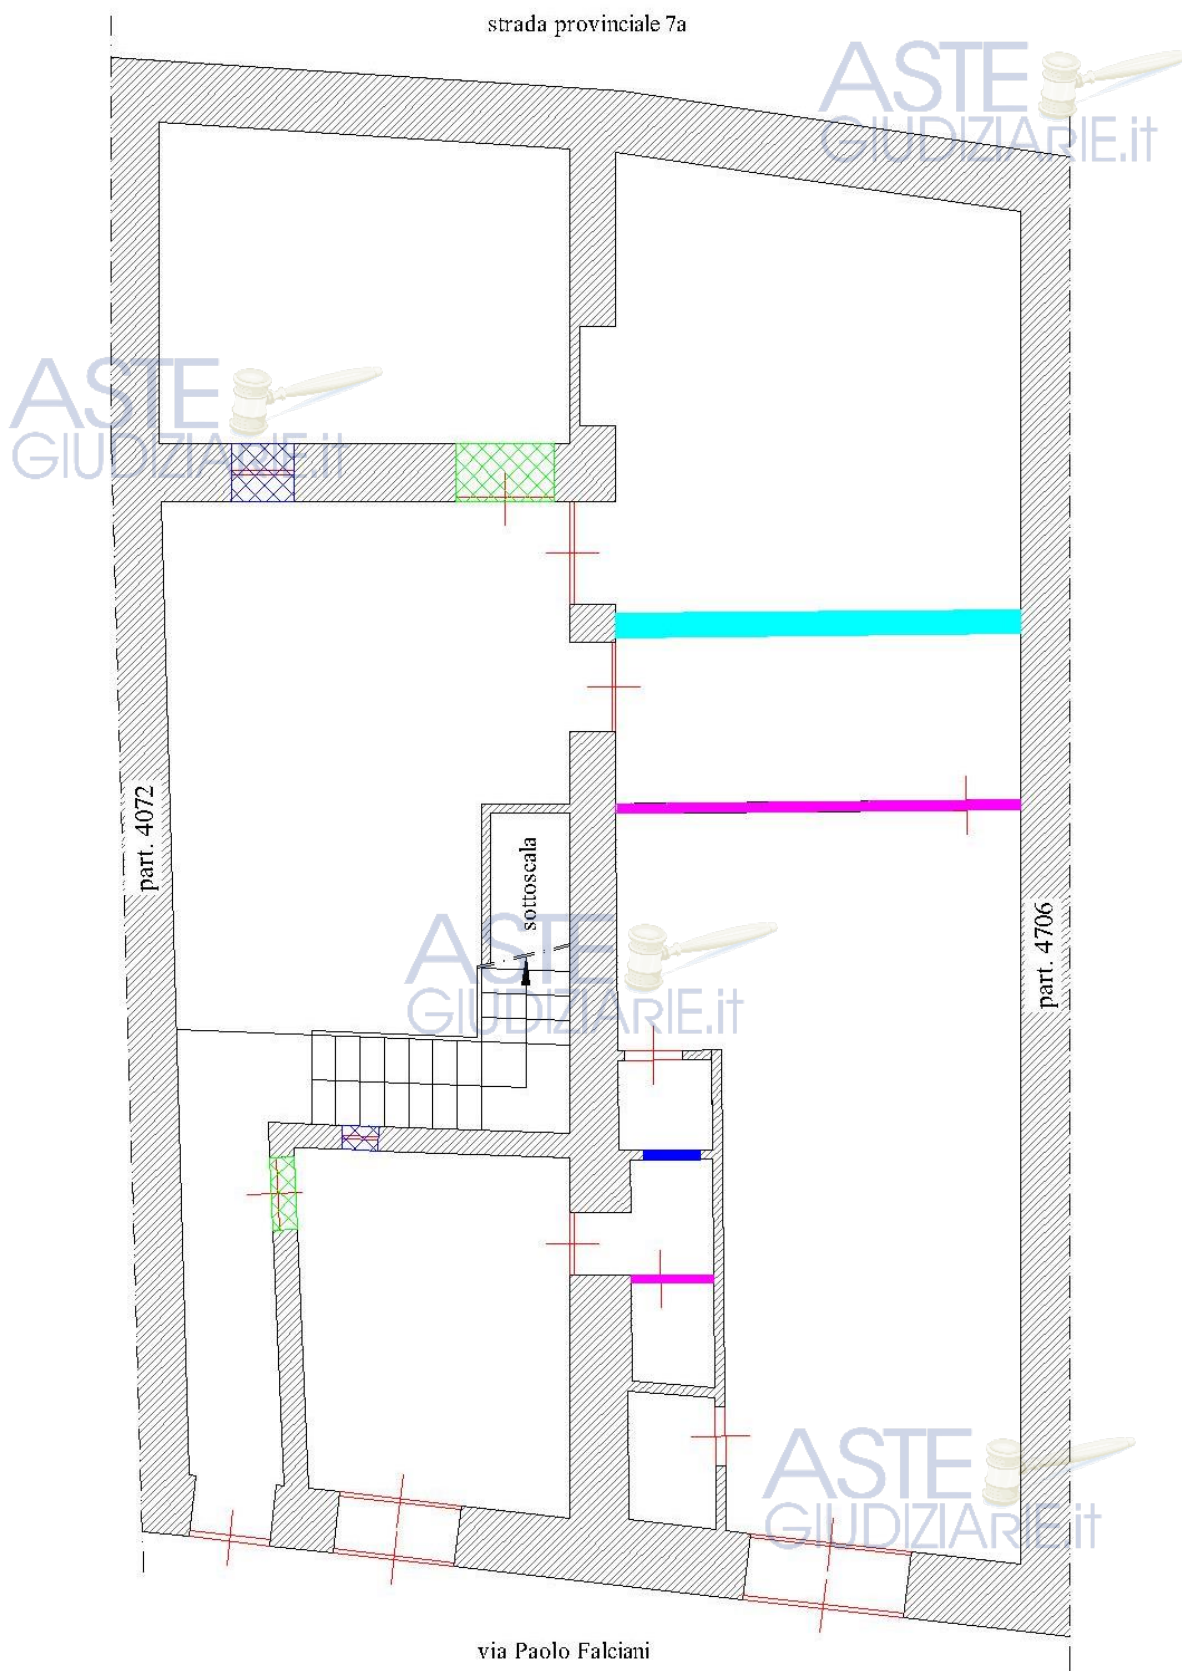 strada provinciale 7a
ASTE
GIUDIZIARIE.it
ASTE
GIUDIZIARIE.it
part. 4072
sottoscala
part. 4706
ASTE
GIUDIZIARIE.it
ASTE
GIUDIZIARIE.it
via Paolo Falciani